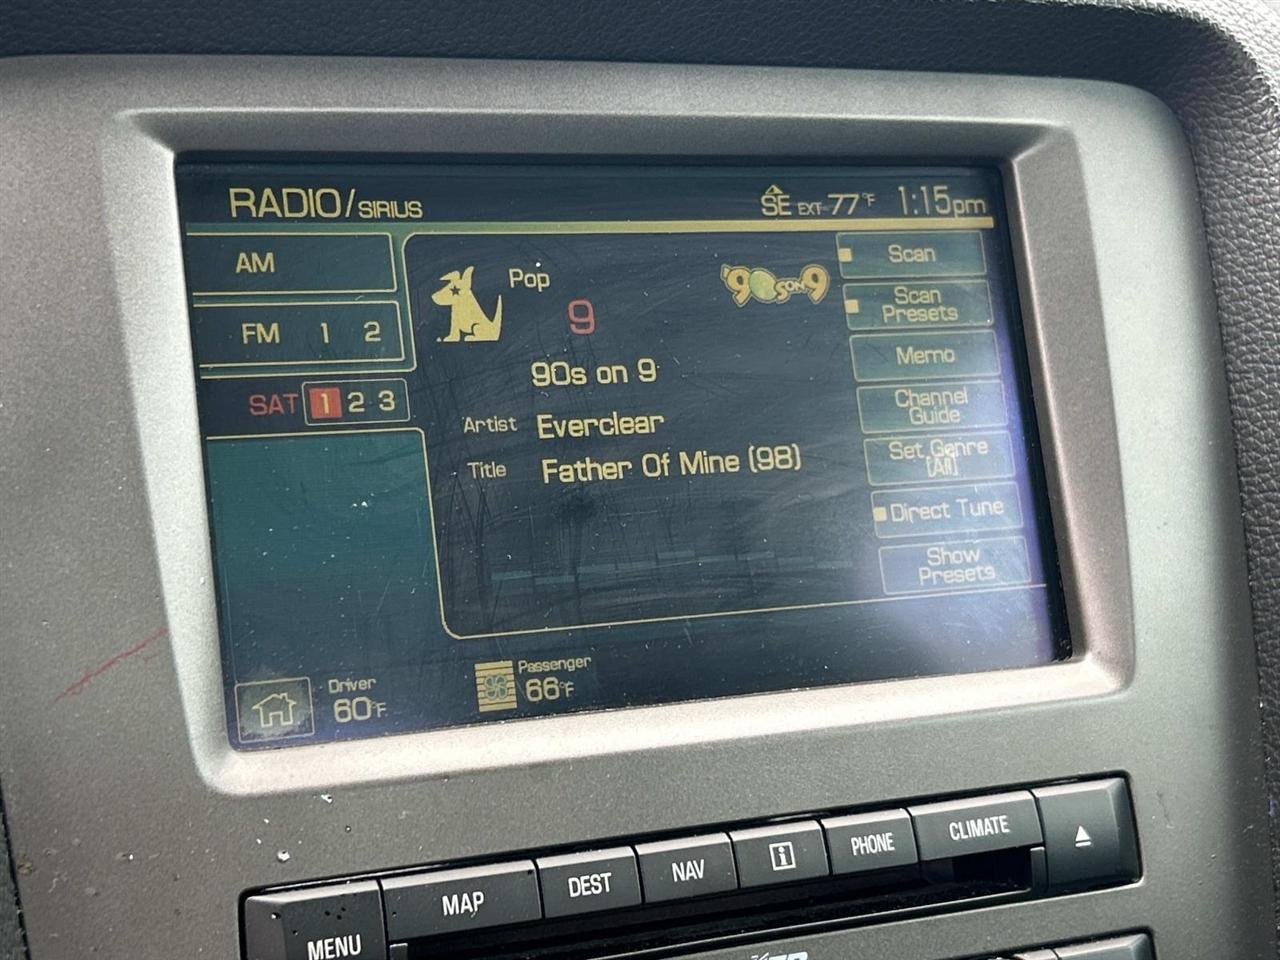 RADIO/SIRIUS SE EXT 77°F 1:15pm
AM
FM 1 2
SAT 1 2 3
Pop
9
'90s ON 9
90s on 9
Artist Everclear
Title Father Of Mine (98)
Scan
Scan
Presets
Memo
Channel
Guide
Set Genre
[All]
Direct Tune
Show
Presets
Driver
60°F
Passenger
66°F
MENU MAP DEST NAV i PHONE CLIMATE